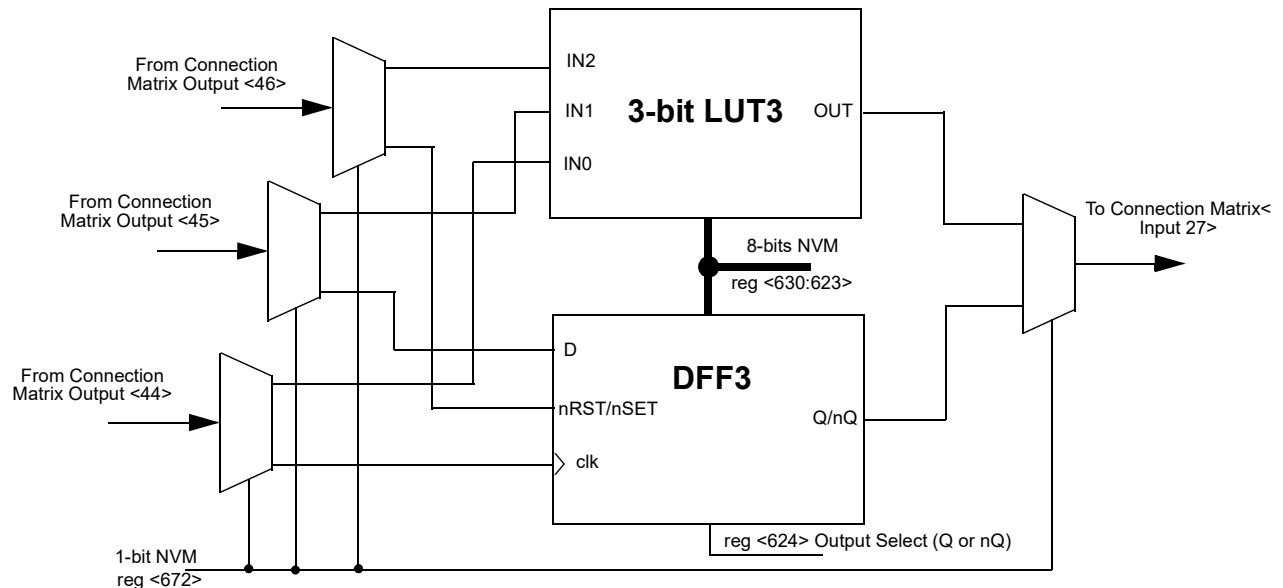 From Connection
Matrix Output <46>
IN2
IN1
IN0
3-bit LUT3
OUT
From Connection
Matrix Output <45>
To Connection Matrix<
Input 27>
8-bits NVM
reg <630:623>
From Connection
Matrix Output <44>
D
nRST/nSET
clk
DFF3
Q/nQ
reg <624> Output Select (Q or nQ)
1-bit NVM
reg <672>